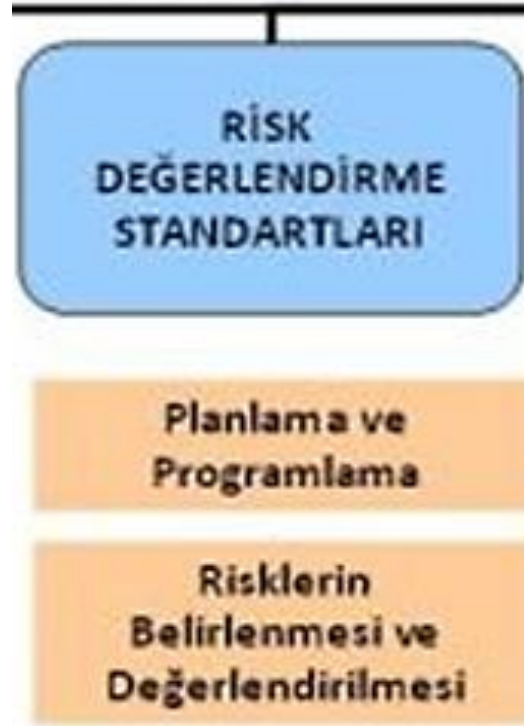 RİSK
DEĞERLENDİRME
STANDARTLARI
Planlama ve
Programlama
Risklerin
Belirlenmesi ve
Değerlendirilmesi